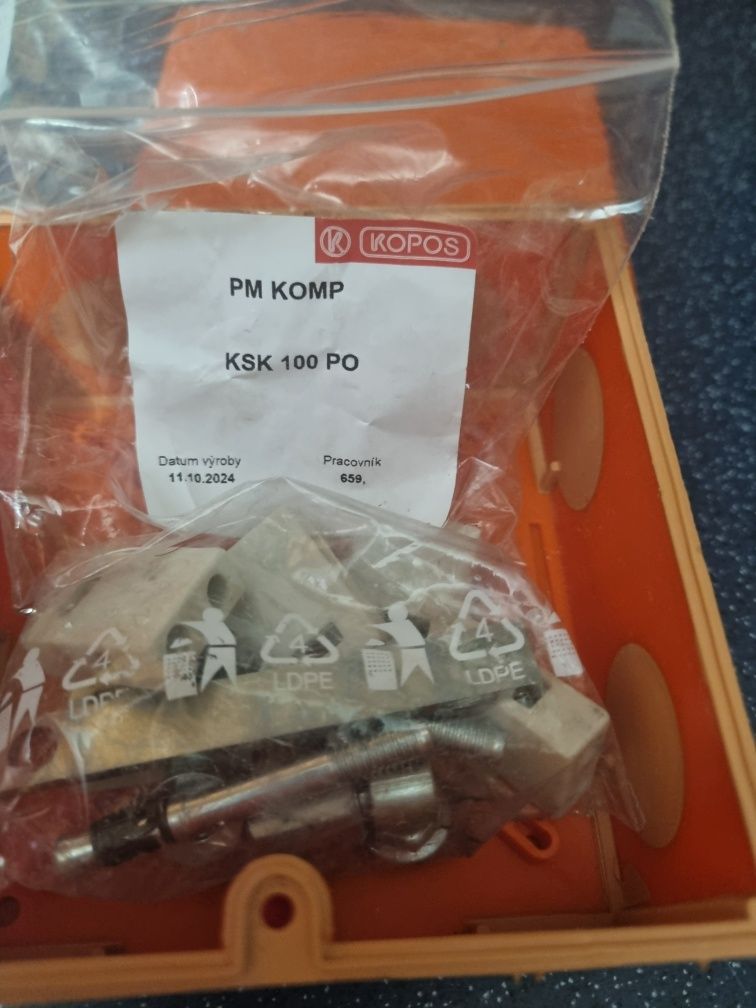 KOPOS
PM KOMP
KSK 100 PO
Datum výroby Pracovník
11.10.2024 659,
4 4 4
LDPE LDPE LDPE